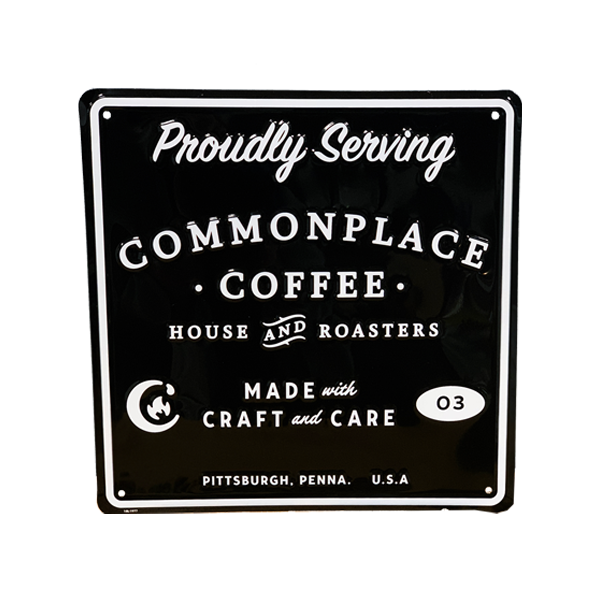 Proudly Serving
COMMONPLACE
· COFFEE ·
HOUSE AND ROASTERS
MADE with
CRAFT and CARE
03
PITTSBURGH, PENNA. U.S.A